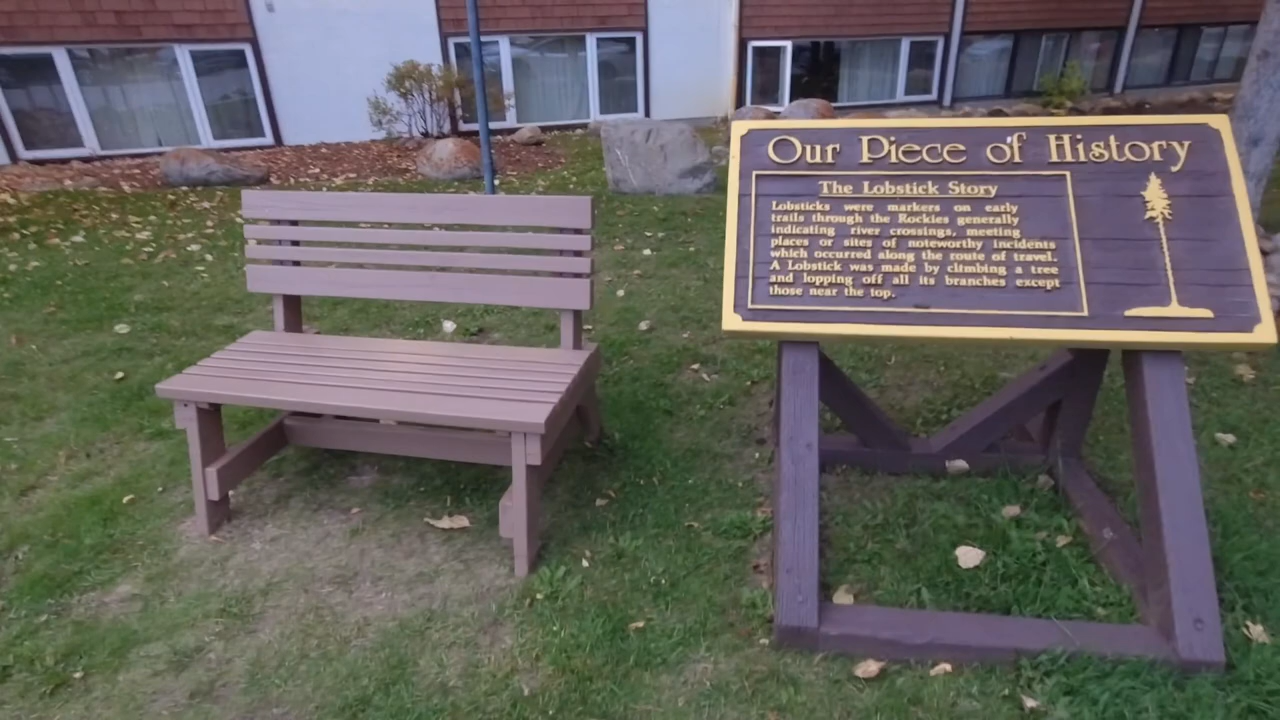 Our Piece of History
The Lobstick Story
Lobsticks were markers on early
trails through the Rockies generally
indicating river crossings, meeting
places or sites of noteworthy incidents
which occurred along the route of travel.
A Lobstick was made by climbing a tree
and lopping off all its branches except
those near the top.